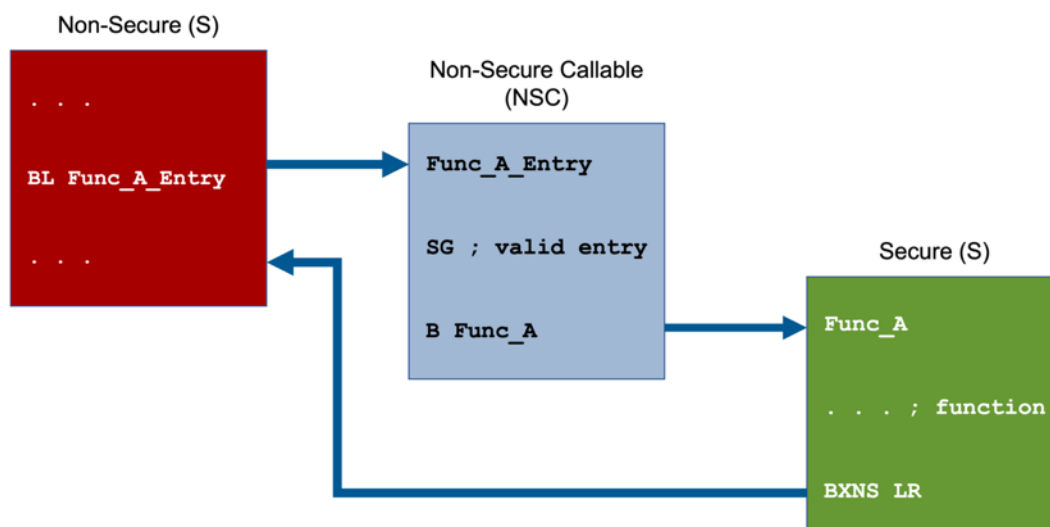 Non-Secure (S)
. . .
BL Func_A_Entry
. . .
Non-Secure Callable
(NSC)
Func_A_Entry
SG ; valid entry
B Func_A
Secure (S)
Func_A
. . . ; function
BXNS LR